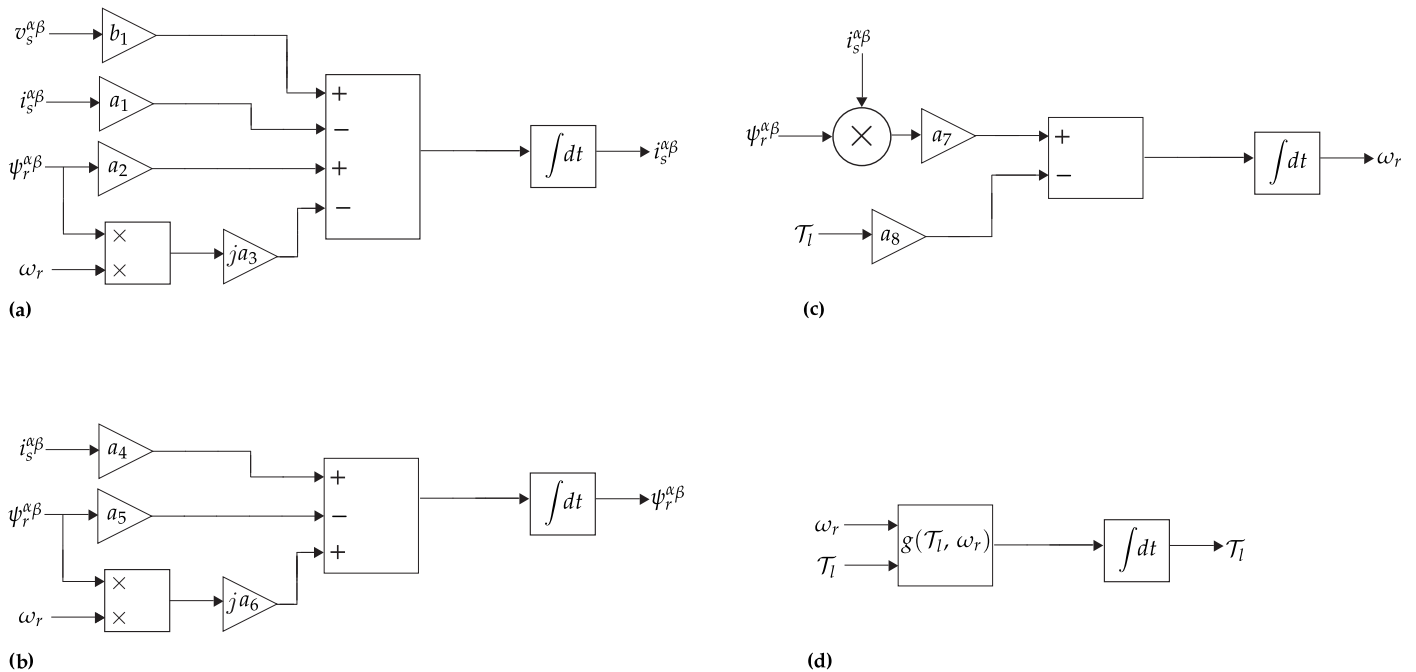 v_s^{αβ} b_1
+
i_s^{αβ} a_1
−
∫dt i_s^{αβ}
ψ_r^{αβ} a_2
+
−
×
ω_r ×
ja_3
(a)
i_s^{αβ}
ψ_r^{αβ} × a_7
+
−
∫dt ω_r
𝒯_l a_8
(c)
i_s^{αβ} a_4
+
ψ_r^{αβ} a_5
−
∫dt ψ_r^{αβ}
+
×
ω_r ×
ja_6
(b)
ω_r
g(𝒯_l, ω_r)
𝒯_l
∫dt 𝒯_l
(d)